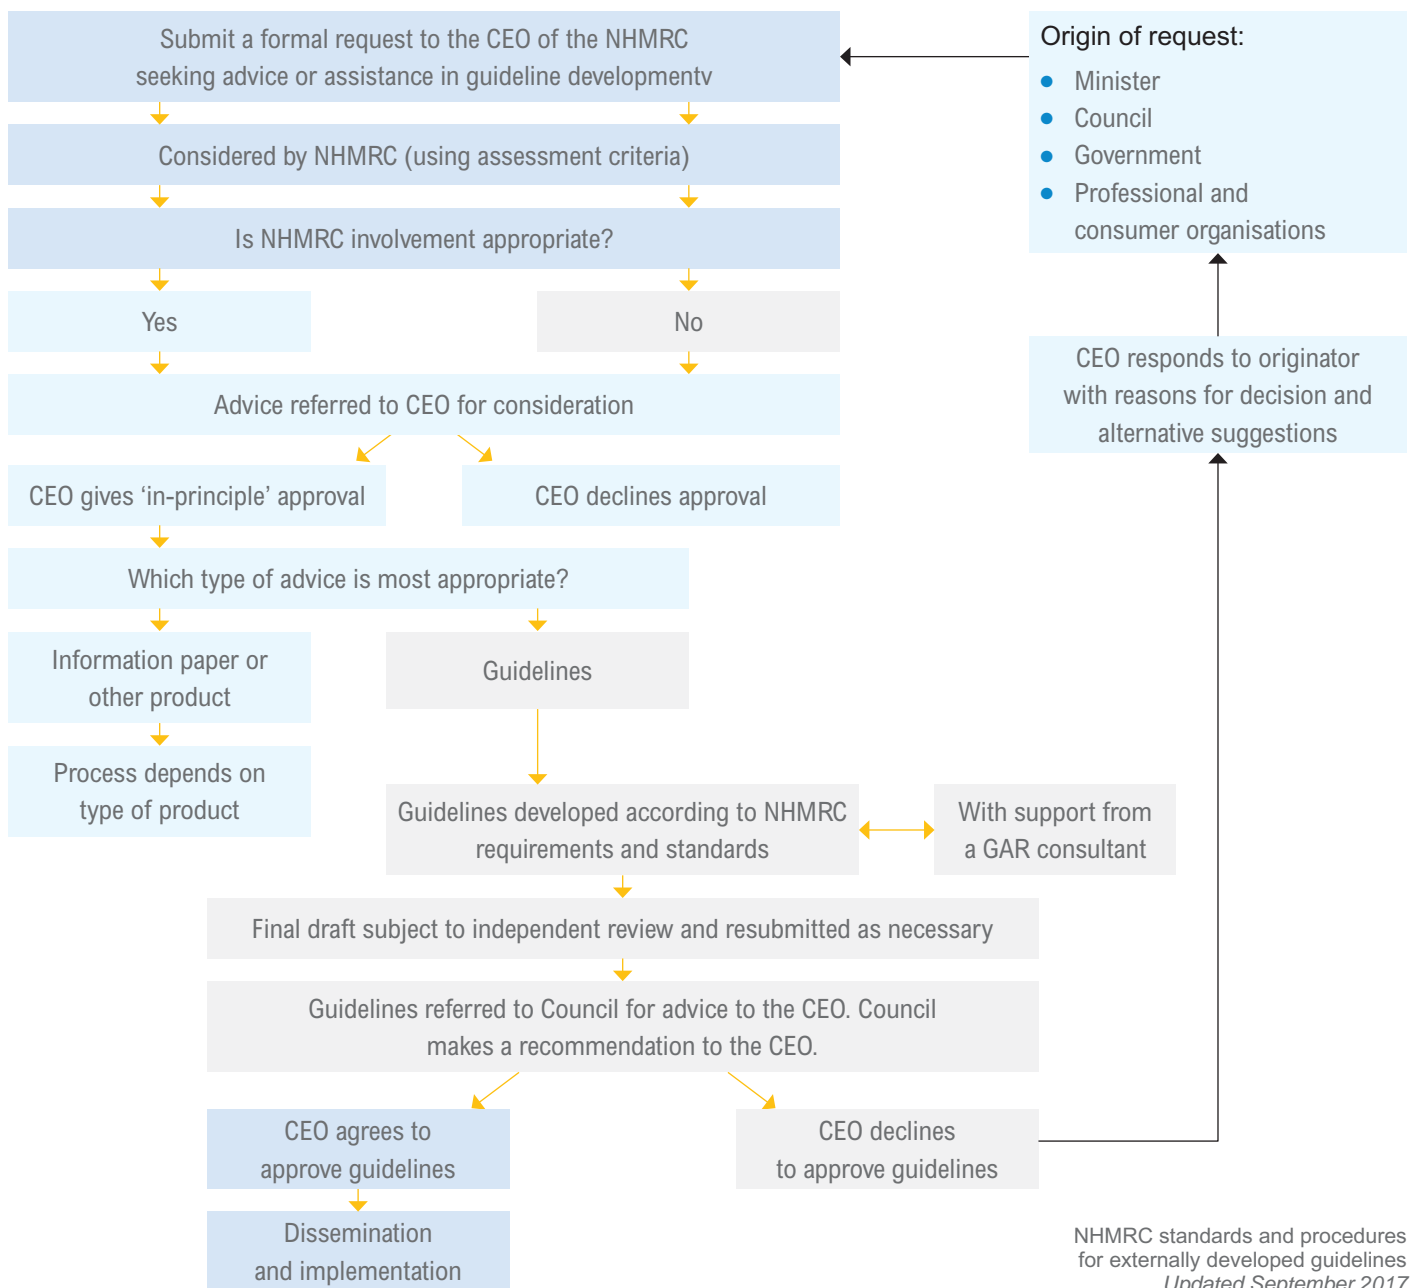 Submit a formal request to the CEO of the NHMRC
seeking advice or assistance in guideline developmentv
Origin of request:
Minister
Council
Government
Professional and
consumer organisations
Considered by NHMRC (using assessment criteria)
Is NHMRC involvement appropriate?
Yes
No
CEO responds to originator
with reasons for decision and
alternative suggestions
Advice referred to CEO for consideration
CEO gives ‘in-principle’ approval
CEO declines approval
Which type of advice is most appropriate?
Information paper or
other product
Guidelines
Process depends on
type of product
Guidelines developed according to NHMRC
requirements and standards
With support from
a GAR consultant
Final draft subject to independent review and resubmitted as necessary
Guidelines referred to Council for advice to the CEO. Council
makes a recommendation to the CEO.
CEO agrees to
approve guidelines
CEO declines
to approve guidelines
Dissemination
and implementation
NHMRC standards and procedures
for externally developed guidelines
Updated September 2017